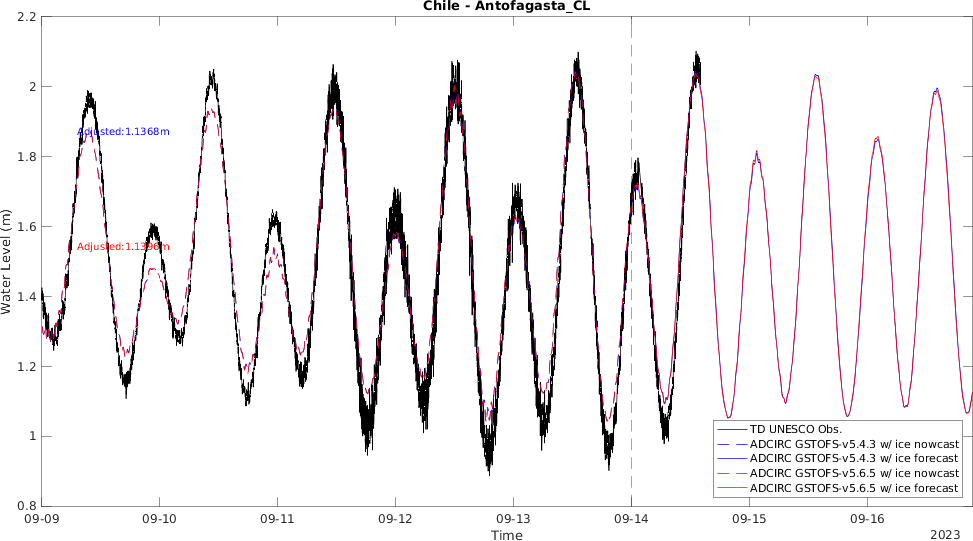 Chile - Antofagasta_CL
2.2
2
1.8
1.6
1.4
1.2
1
0.8
Water Level (m)
Adjusted:1.1368m
Adjusted:1.1396m
TD UNESCO Obs.
ADCIRC GSTOFS-v5.4.3 w/ ice nowcast
ADCIRC GSTOFS-v5.4.3 w/ ice forecast
ADCIRC GSTOFS-v5.6.5 w/ ice nowcast
ADCIRC GSTOFS-v5.6.5 w/ ice forecast
09-09 09-10 09-11 09-12 09-13 09-14 09-15 09-16
Time
2023